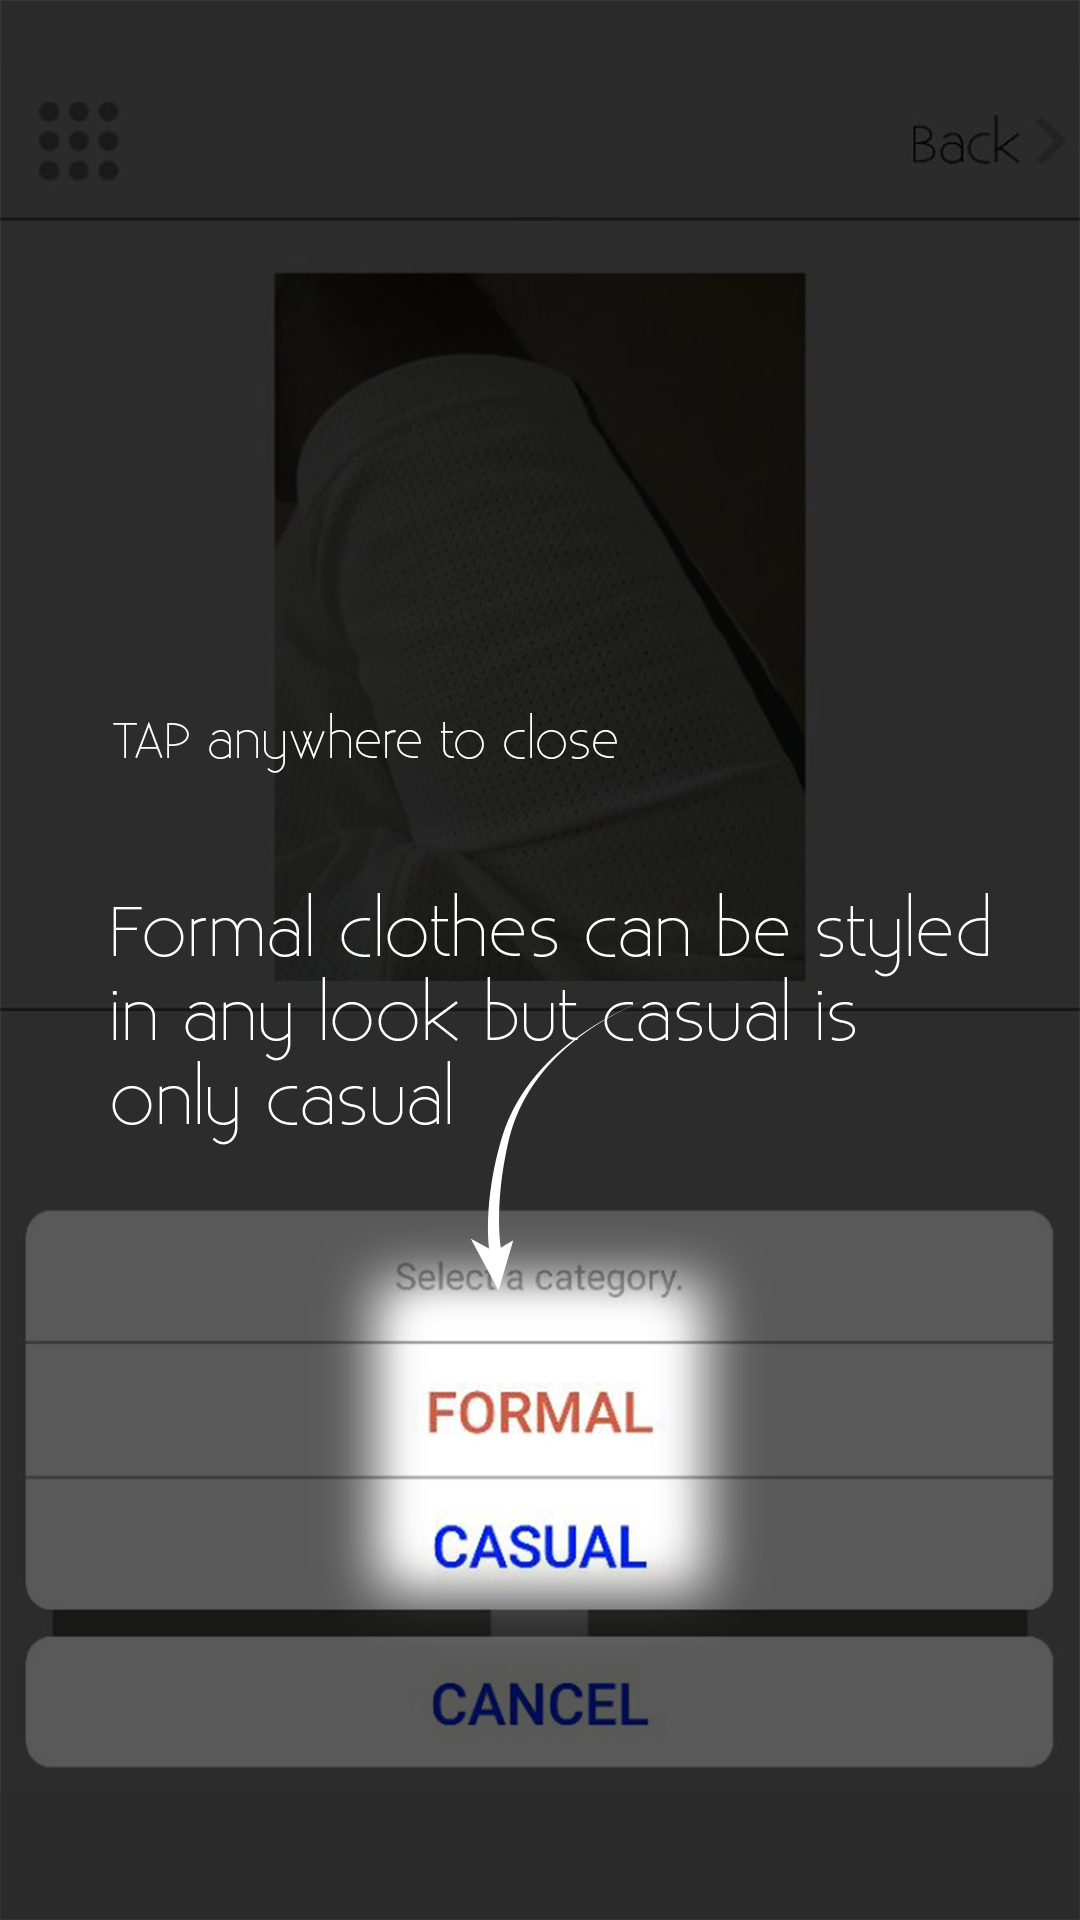 Back
TAP anywhere to close
Formal clothes can be styled
in any look but casual is
only casual
Select a category.
FORMAL
CASUAL
CANCEL